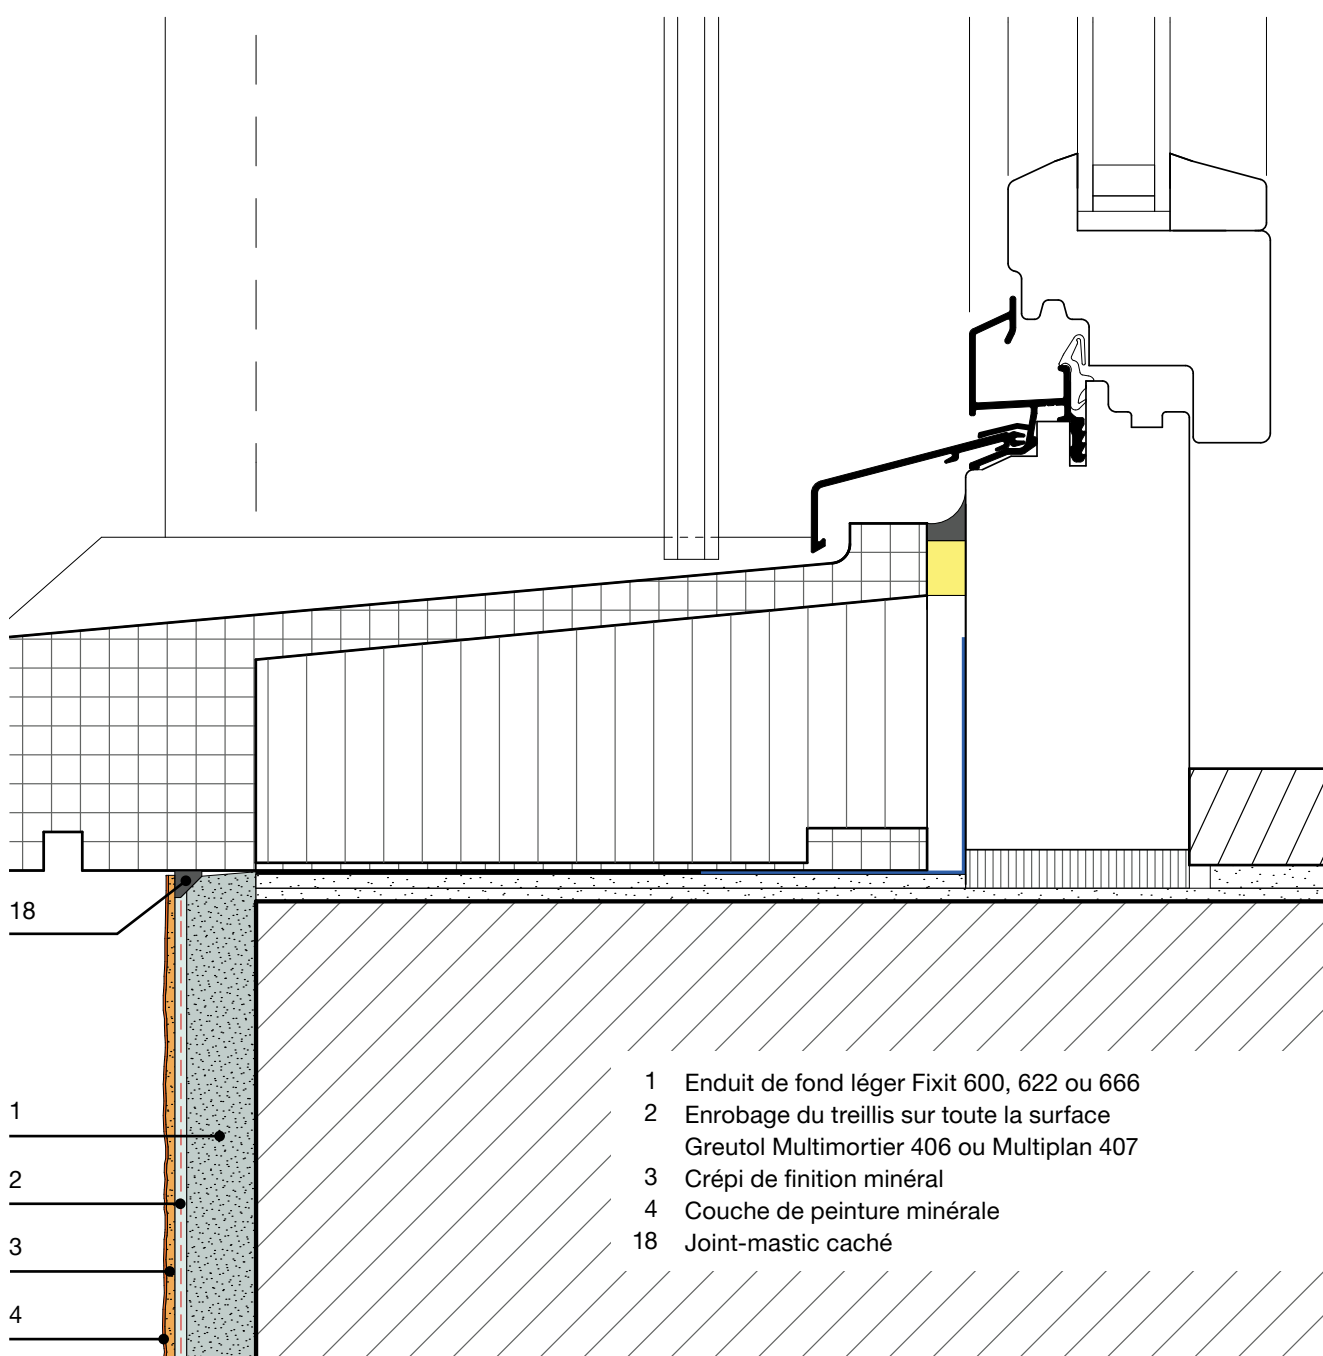 18
1
2
3
4
1 Enduit de fond léger Fixit 600, 622 ou 666
2 Enrobage du treillis sur toute la surface
Greutol Multimortier 406 ou Multiplan 407
3 Crépi de finition minéral
4 Couche de peinture minérale
18 Joint-mastic caché